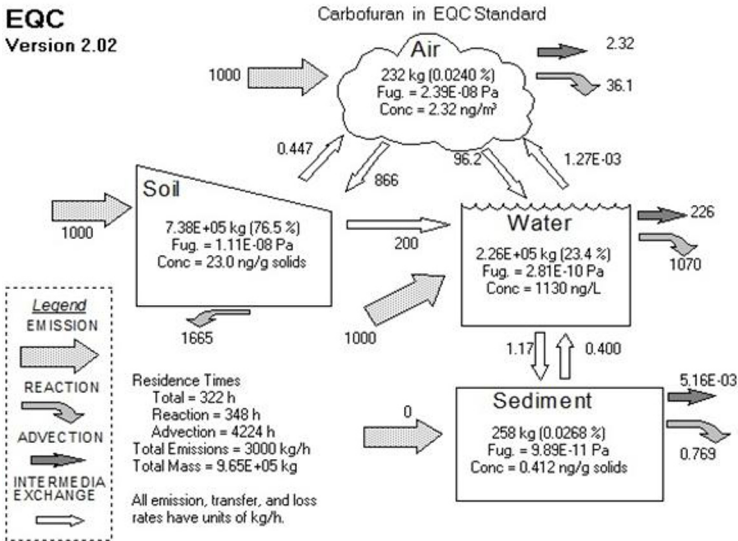 EQC
Version 2.02
Carbofuran in EQC Standard
Air
232 kg (0.0240 %)
Fug. = 2.39E-08 Pa
Conc = 2.32 ng/m³
1000
2.32
36.1
0.447
866
96.2
1.27E-03
Soil
7.38E+05 kg (76.5 %)
Fug. = 1.11E-08 Pa
Conc = 23.0 ng/g solids
1000
200
1665
Water
2.26E+05 kg (23.4 %)
Fug. = 2.81E-10 Pa
Conc = 1130 ng/L
226
1070
1000
1.17
0.400
Sediment
258 kg (0.0268 %)
Fug. = 9.89E-11 Pa
Conc = 0.412 ng/g solids
0
5.16E-03
0.769
Legend
EMISSION
REACTION
ADVECTION
INTERMEDIA
EXCHANGE
Residence Times
Total = 322 h
Reaction = 348 h
Advection = 4224 h
Total Emissions = 3000 kg/h
Total Mass = 9.65E+05 kg
All emission, transfer, and loss
rates have units of kg/h.